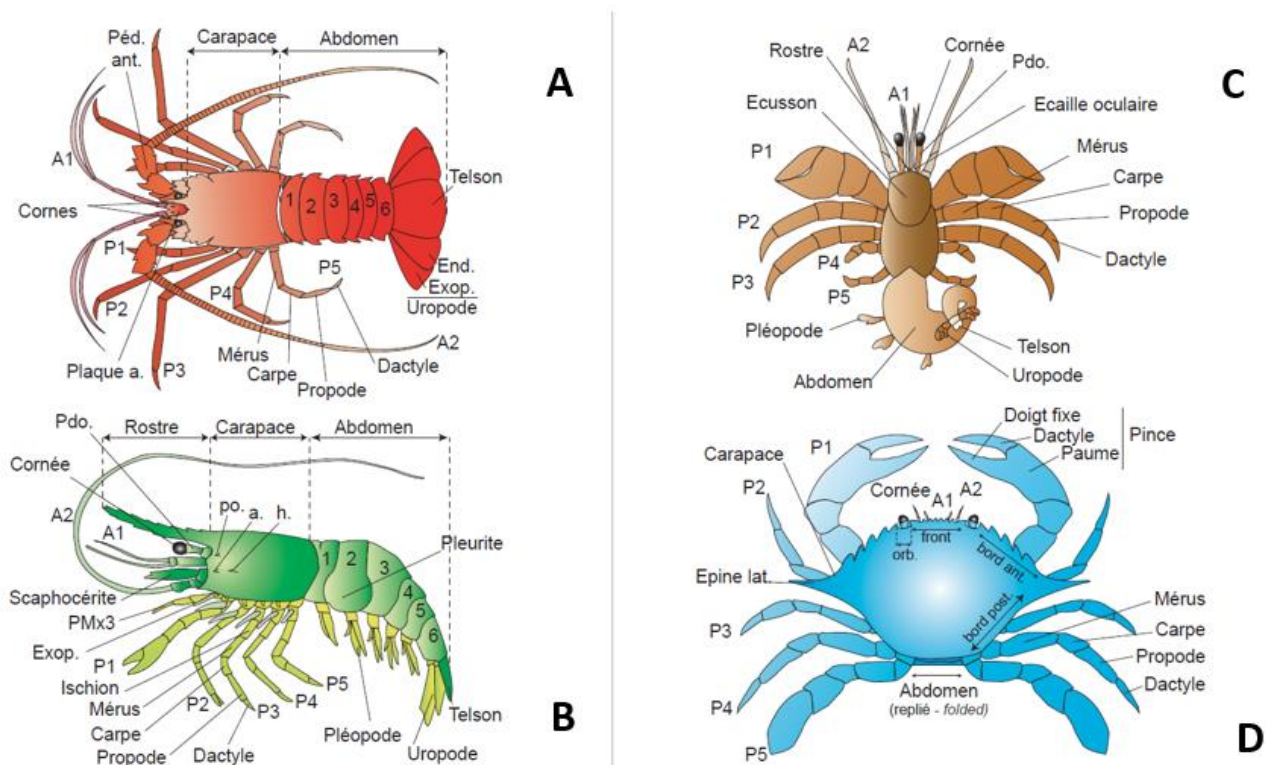 Péd.
ant.
Carapace
Abdomen
A
A1
Cornes
1 2 3 4 5 6
Telson
P1
P2
P3
P4
P5
End.
Exop.
Uropode
Plaque a.
Mérus
Carpe
Propode
Dactyle
A2
Pdo.
Rostre
Carapace
Abdomen
Cornée
A2
A1
po.
a.
h.
1 2 3 4 5 6
Pleurite
Scaphocérite
PMx3
Exop.
P1
Ischion
Mérus
P2
Carpe
Propode
P3
Dactyle
P4
P5
Pléopode
Uropode
Telson
B
Rostre
A2
Cornée
Pdo.
C
Ecusson
A1
Ecaille oculaire
P1
Mérus
Carpe
P2
Propode
P3
P4
Dactyle
P5
Pléopode
Telson
Abdomen
Uropode
Doigt fixe
Dactyle
Paume
Pince
P1
Carapace
P2
Cornée
A1
A2
orb.
front
bord ant.
Epine lat.
bord post.
P3
Mérus
Carpe
Propode
Dactyle
P4
Abdomen
(replié - folded)
P5
D